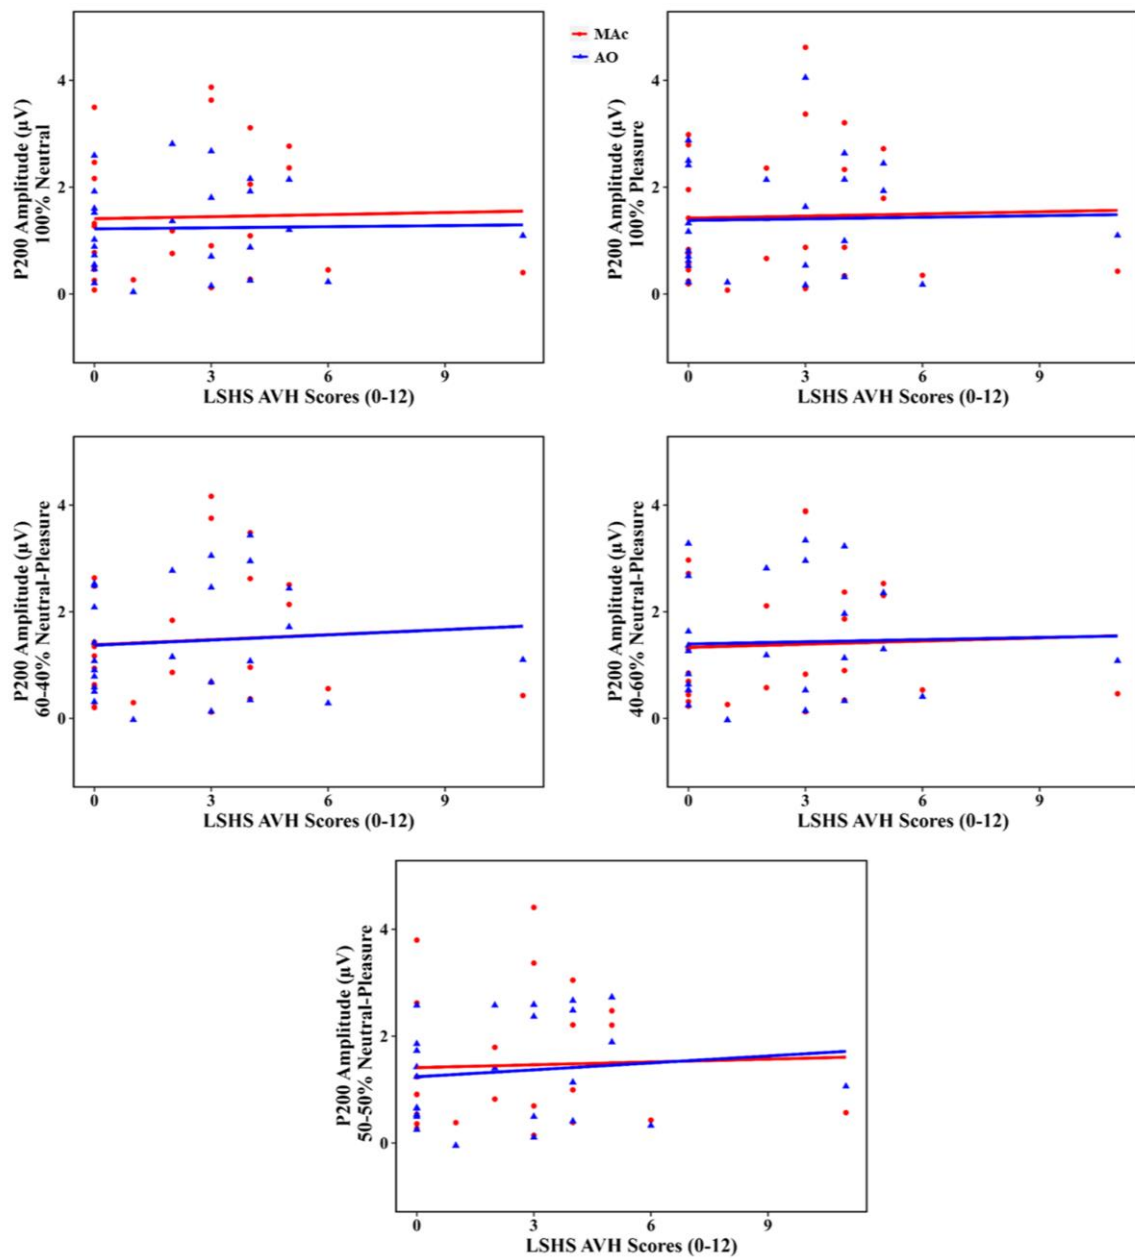 MAc
AO
P200 Amplitude (µV)
100% Neutral
4
2
0
0 3 6 9
LSHS AVH Scores (0-12)
P200 Amplitude (µV)
100% Pleasure
4
2
0
0 3 6 9
LSHS AVH Scores (0-12)
P200 Amplitude (µV)
60-40% Neutral-Pleasure
4
2
0
0 3 6 9
LSHS AVH Scores (0-12)
P200 Amplitude (µV)
40-60% Neutral-Pleasure
4
2
0
0 3 6 9
LSHS AVH Scores (0-12)
P200 Amplitude (µV)
50-50% Neutral-Pleasure
4
2
0
0 3 6 9
LSHS AVH Scores (0-12)